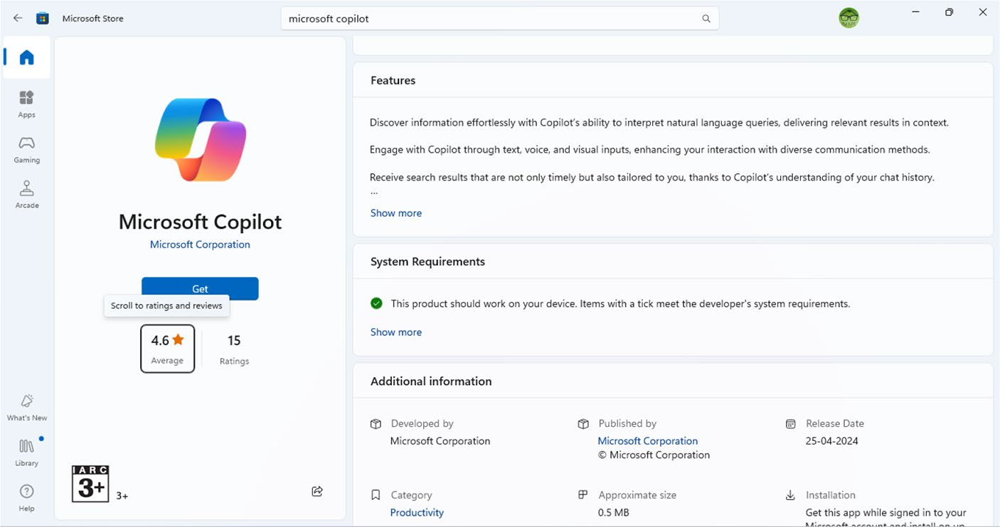 Microsoft Store
microsoft copilot
Apps
Gaming
Arcade
What's New
Library
Help
Microsoft Copilot
Microsoft Corporation
Get
Scroll to ratings and reviews
4.6
Average
15
Ratings
IARC
3+
3+
Features
Discover information effortlessly with Copilot's ability to interpret natural language queries, delivering relevant results in context.
Engage with Copilot through text, voice, and visual inputs, enhancing your interaction with diverse communication methods.
Receive search results that are not only timely but also tailored to you, thanks to Copilot's understanding of your chat history.
...
Show more
System Requirements
This product should work on your device. Items with a tick meet the developer's system requirements.
Show more
Additional information
Developed by
Microsoft Corporation
Published by
Microsoft Corporation
© Microsoft Corporation
Release Date
25-04-2024
Category
Productivity
Approximate size
0.5 MB
Installation
Get this app while signed in to your
Microsoft account and install on up